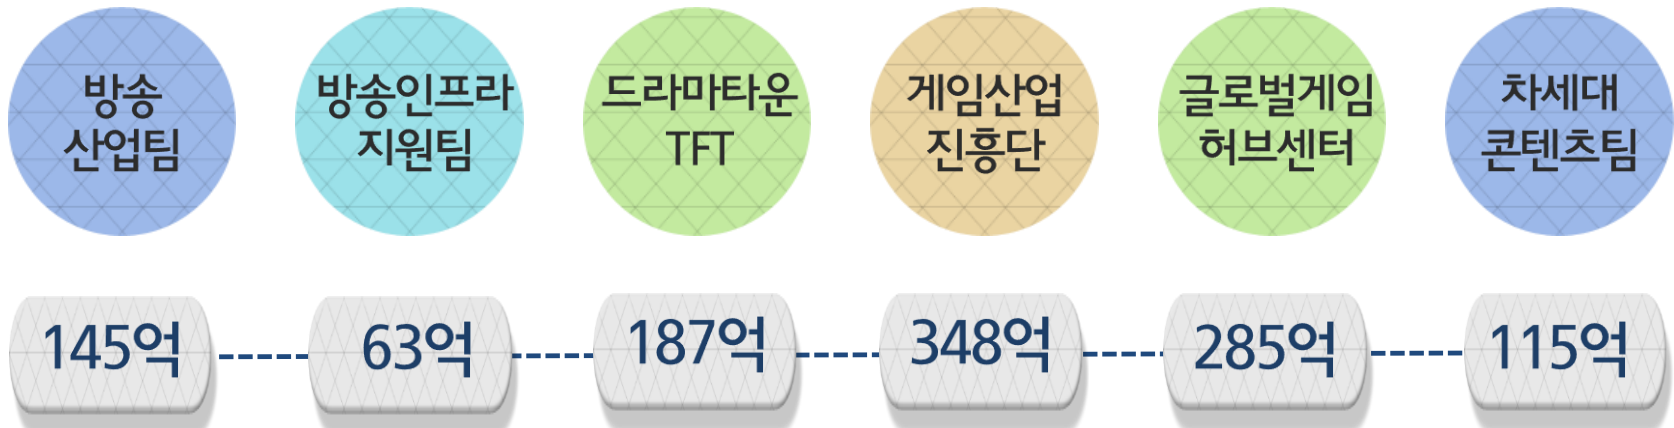 방송
산업팀
방송인프라
지원팀
드라마타운
TFT
게임산업
진흥단
글로벌게임
허브센터
차세대
콘텐츠팀
145억
63억
187억
348억
285억
115억